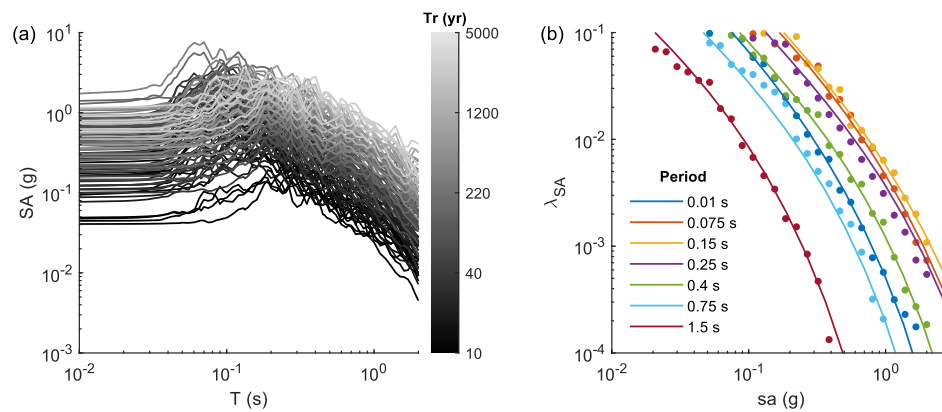 (a)
Tr (yr)
(b)
10^1
10^0
10^-1
10^-2
10^-3
SA (g)
10^-2
10^-1
10^0
T (s)
5000
1200
220
40
10
10^-1
10^-2
10^-3
10^-4
λ_SA
Period
0.01 s
0.075 s
0.15 s
0.25 s
0.4 s
0.75 s
1.5 s
10^-2
10^-1
10^0
sa (g)